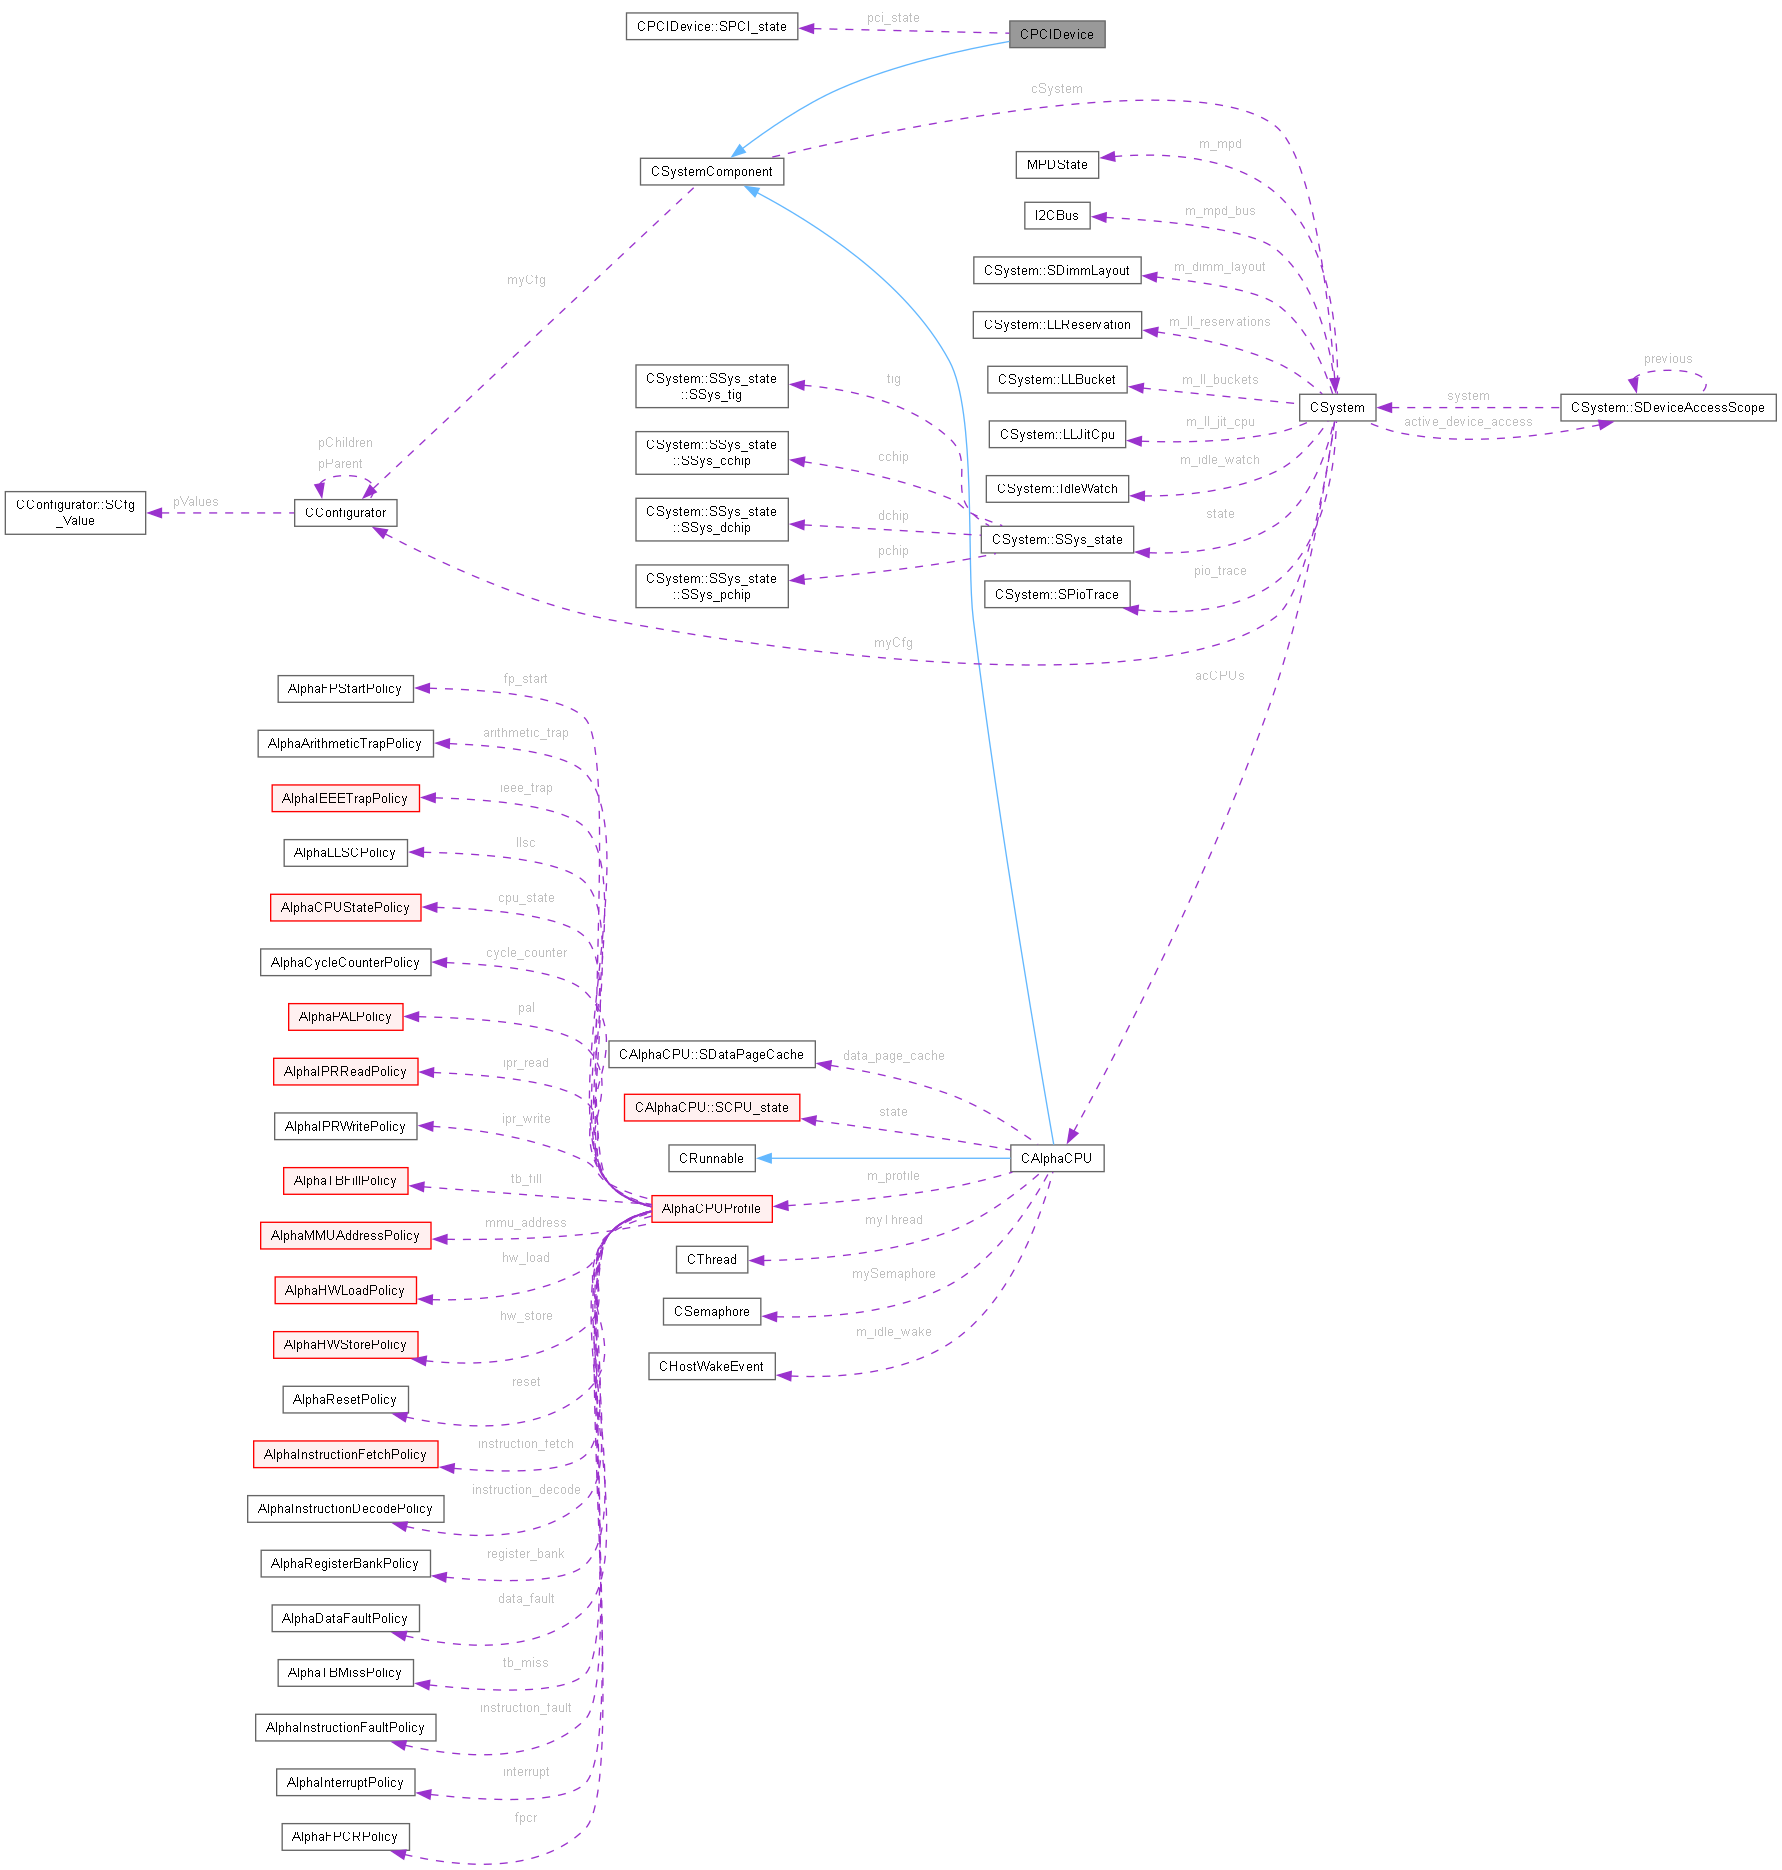 CPCIDevice::SPCI_state
pci_state
CPCIDevice
cSystem
CSystemComponent
m_mpd
MPDState
m_mpd_bus
I2CBus
m_dimm_layout
CSystem::SDimmLayout
myCfg
m_ll_reservations
CSystem::LLReservation
previous
CSystem::SSys_state
::SSys_tig
tig
CSystem::LLBucket
m_ll_buckets
system
CSystem
CSystem::SDeviceAccessScope
active_device_access
CSystem::LLJitCpu
m_ll_jit_cpu
pChildren
pParent
CSystem::SSys_state
::SSys_cchip
cchip
m_idle_watch
CSystem::IdleWatch
CConfigurator::SCfg
_Value
pValues
CConfigurator
CSystem::SSys_state
::SSys_dchip
dchip
state
CSystem::SSys_state
pchip
CSystem::SSys_state
::SSys_pchip
pio_trace
CSystem::SPioTrace
myCfg
acCPUs
fp_start
AlphaFPStartPolicy
arithmetic_trap
AlphaArithmeticTrapPolicy
ieee_trap
AlphaIEEETrapPolicy
llsc
AlphaLLSCPolicy
cpu_state
AlphaCPUStatePolicy
cycle_counter
AlphaCycleCounterPolicy
pal
AlphaPALPolicy
CAlphaCPU::SDataPageCache
data_page_cache
ipr_read
AlphaIPRReadPolicy
CAlphaCPU::SCPU_state
state
ipr_write
AlphaIPRWritePolicy
CRunnable
CAlphaCPU
tb_fill
AlphaTBFillPolicy
m_profile
AlphaCPUProfile
mmu_address
AlphaMMUAddressPolicy
myThread
CThread
hw_load
AlphaHWLoadPolicy
mySemaphore
CSemaphore
hw_store
AlphaHWStorePolicy
m_idle_wake
CHostWakeEvent
reset
AlphaResetPolicy
instruction_fetch
AlphaInstructionFetchPolicy
instruction_decode
AlphaInstructionDecodePolicy
register_bank
AlphaRegisterBankPolicy
data_fault
AlphaDataFaultPolicy
tb_miss
AlphaTBMissPolicy
instruction_fault
AlphaInstructionFaultPolicy
interrupt
AlphaInterruptPolicy
fpcr
AlphaFPCRPolicy